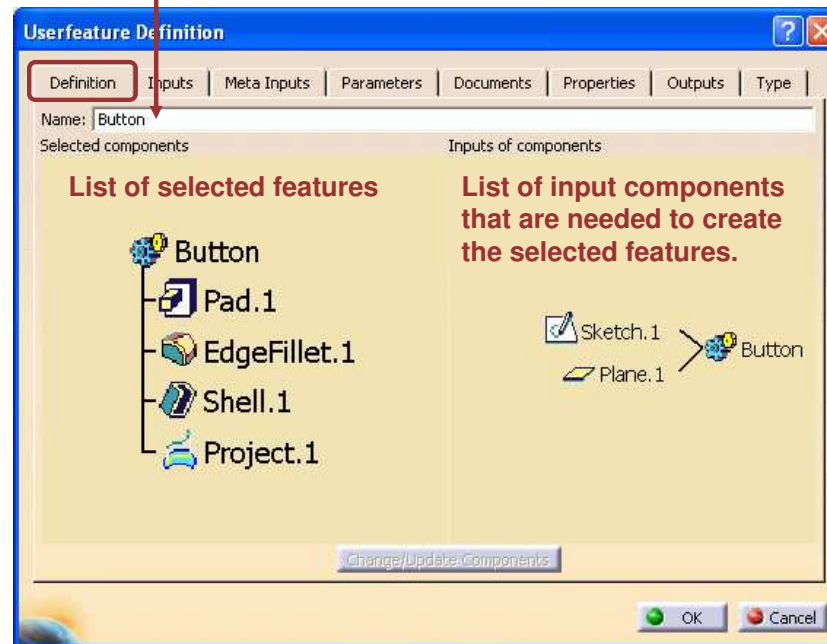 Userfeature Definition
Definition Inputs Meta Inputs Parameters Documents Properties Outputs Type
Name: Button
Selected components
Inputs of components
List of selected features
List of input components
that are needed to create
the selected features.
Button
Pad.1
EdgeFillet.1
Shell.1
Project.1
Sketch.1
Plane.1
Button
Change/Update Components
OK Cancel